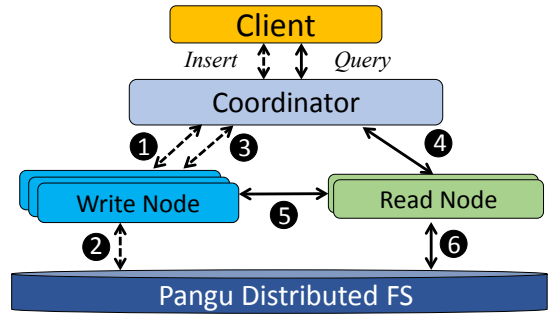 Client
Insert Query
Coordinator
1 3 4
Write Node 5 Read Node
2 6
Pangu Distributed FS